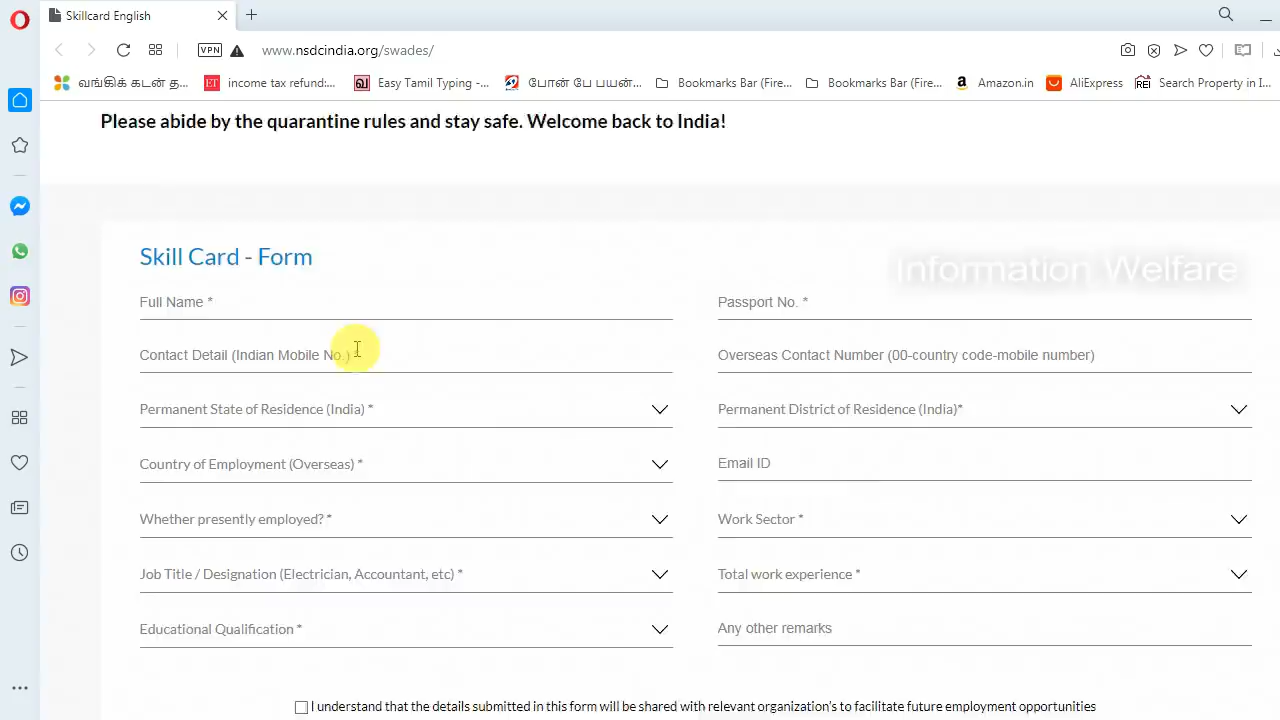 Skillcard English
VPN
www.nsdcindia.org/swades/
வங்கிக் கடன் த...
ET income tax refund:...
Easy Tamil Typing -...
போன் பே பயன்...
Bookmarks Bar (Fire...
Bookmarks Bar (Fire...
Amazon.in
AliExpress
REI Search Property in I...
Please abide by the quarantine rules and stay safe. Welcome back to India!
Skill Card - Form
Information Welfare
Full Name *
Passport No. *
Contact Detail (Indian Mobile No.)
Overseas Contact Number (00-country code-mobile number)
Permanent State of Residence (India) *
Permanent District of Residence (India)*
Country of Employment (Overseas) *
Email ID
Whether presently employed? *
Work Sector *
Job Title / Designation (Electrician, Accountant, etc) *
Total work experience *
Educational Qualification *
Any other remarks
I understand that the details submitted in this form will be shared with relevant organization's to facilitate future employment opportunities